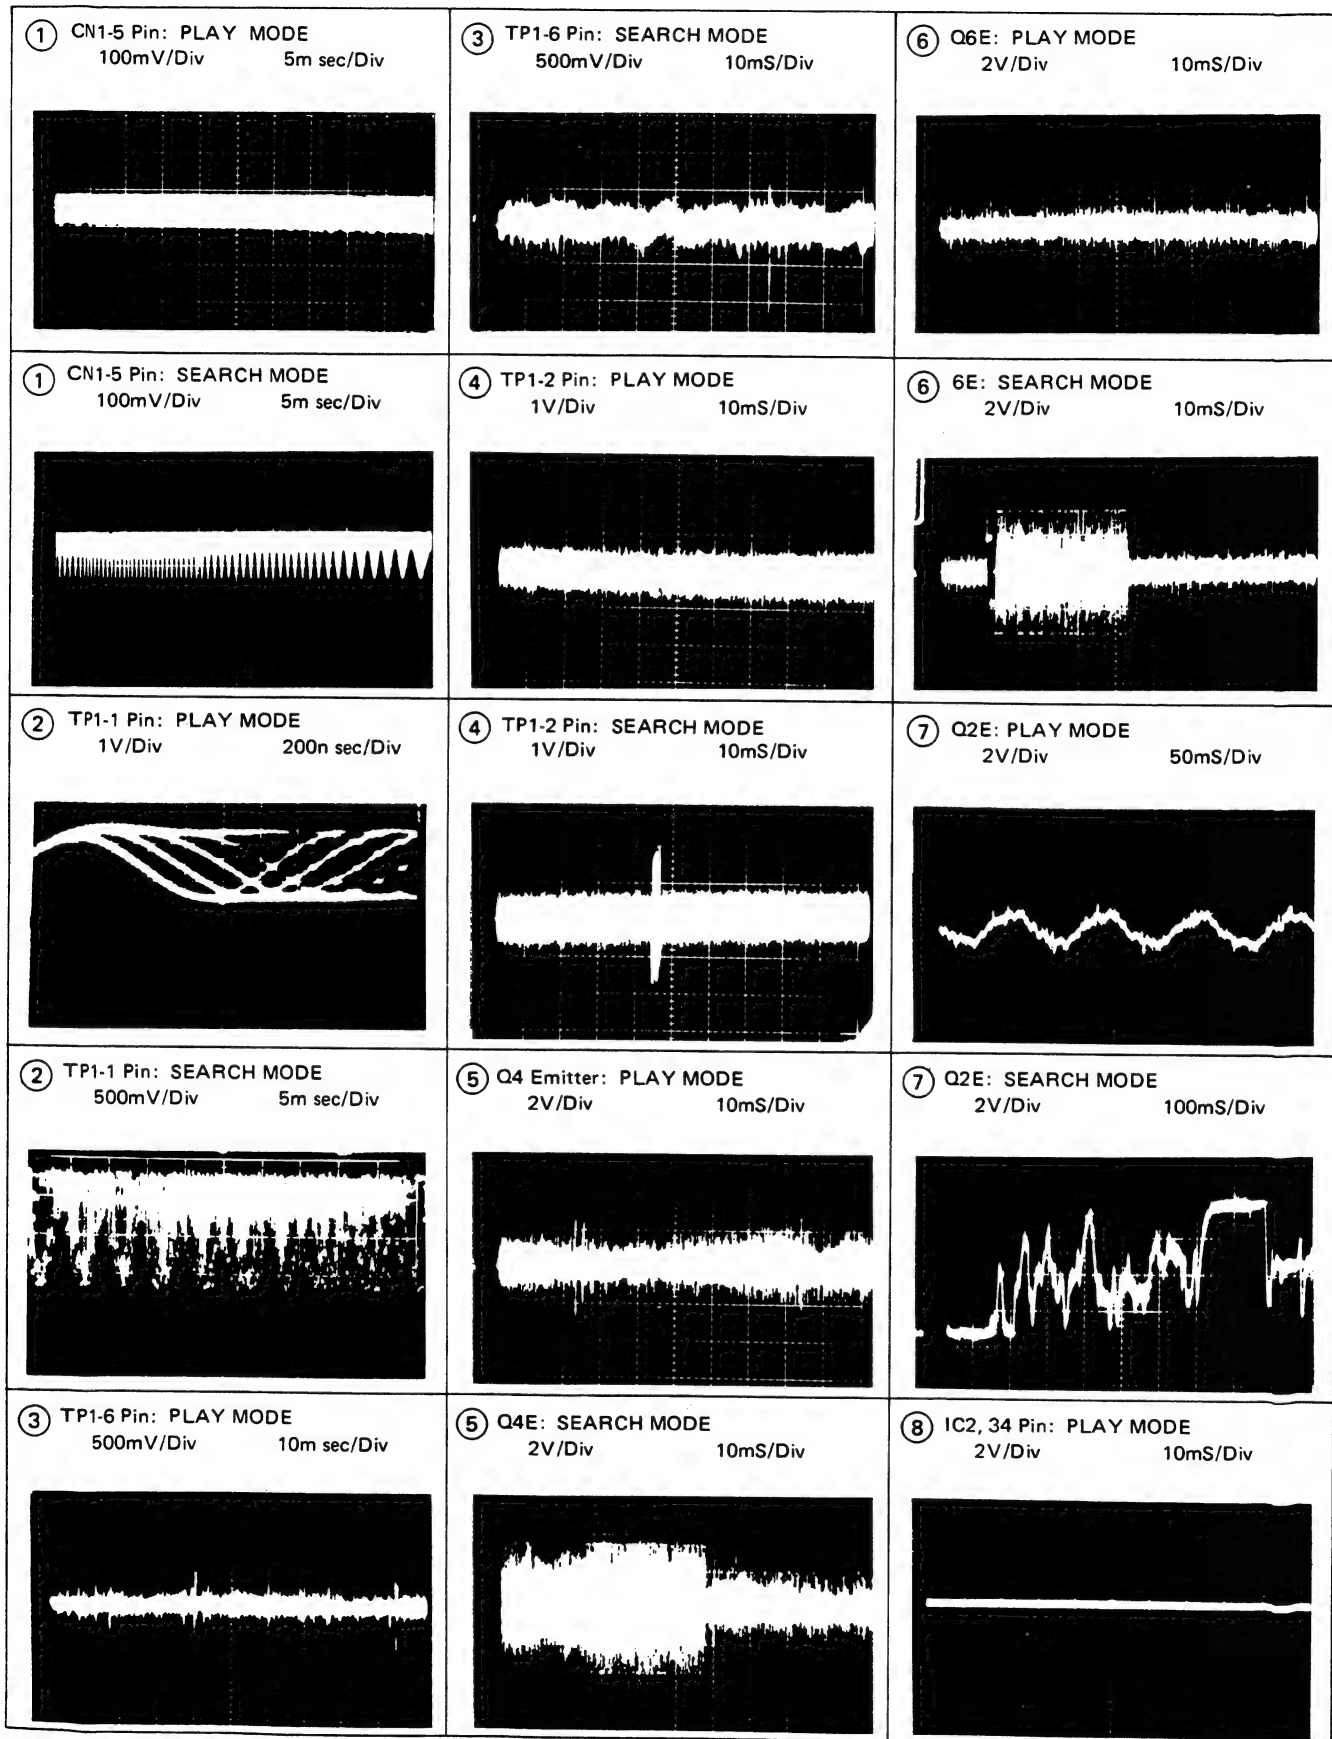 ① CN1-5 Pin: PLAY MODE
100mV/Div 5m sec/Div
① CN1-5 Pin: SEARCH MODE
100mV/Div 5m sec/Div
② TP1-1 Pin: PLAY MODE
1V/Div 200n sec/Div
② TP1-1 Pin: SEARCH MODE
500mV/Div 5m sec/Div
③ TP1-6 Pin: PLAY MODE
500mV/Div 10m sec/Div
③ TP1-6 Pin: SEARCH MODE
500mV/Div 10mS/Div
④ TP1-2 Pin: PLAY MODE
1V/Div 10mS/Div
④ TP1-2 Pin: SEARCH MODE
1V/Div 10mS/Div
⑤ Q4 Emitter: PLAY MODE
2V/Div 10mS/Div
⑤ Q4E: SEARCH MODE
2V/Div 10mS/Div
⑥ Q6E: PLAY MODE
2V/Div 10mS/Div
⑥ 6E: SEARCH MODE
2V/Div 10mS/Div
⑦ Q2E: PLAY MODE
2V/Div 50mS/Div
⑦ Q2E: SEARCH MODE
2V/Div 100mS/Div
⑧ IC2, 34 Pin: PLAY MODE
2V/Div 10mS/Div